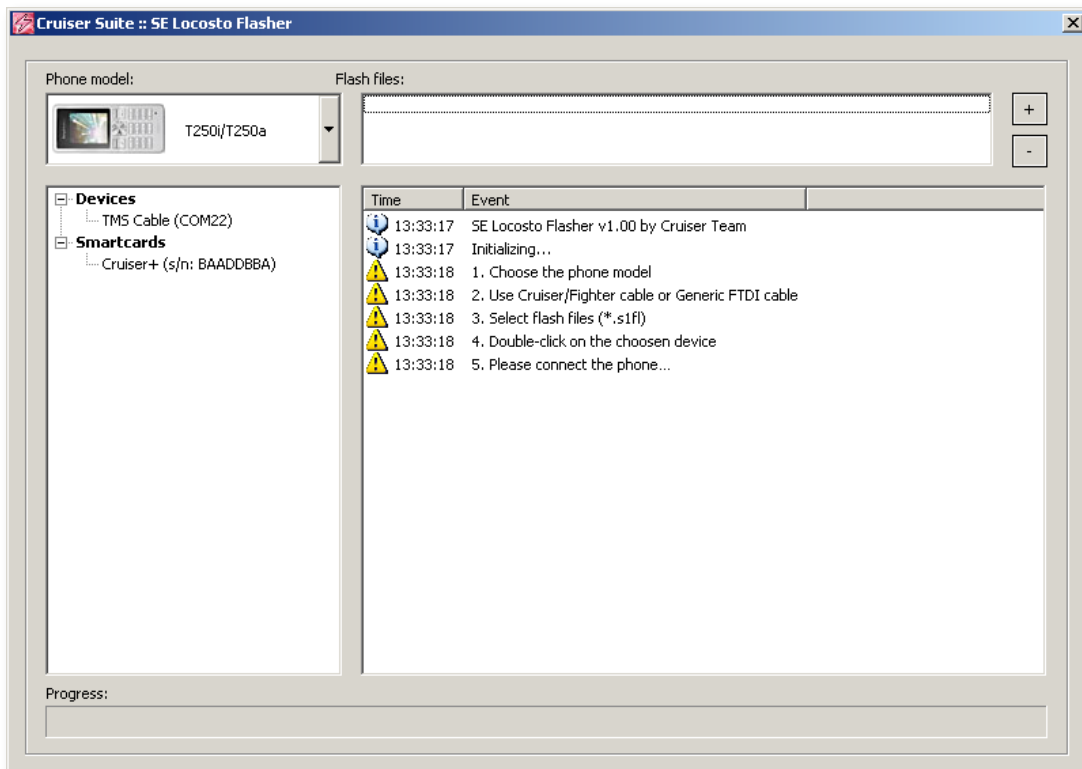 Cruiser Suite :: SE Locosto Flasher
Phone model:
Flash files:
T250i/T250a
+
-
Devices
TMS Cable (COM22)
Smartcards
Cruiser+ (s/n: BAADDBBA)
Time Event
13:33:17 SE Locosto Flasher v1.00 by Cruiser Team
13:33:17 Initializing...
13:33:18 1. Choose the phone model
13:33:18 2. Use Cruiser/Fighter cable or Generic FTDI cable
13:33:18 3. Select flash files (*.s1fl)
13:33:18 4. Double-click on the choosen device
13:33:18 5. Please connect the phone...
Progress: